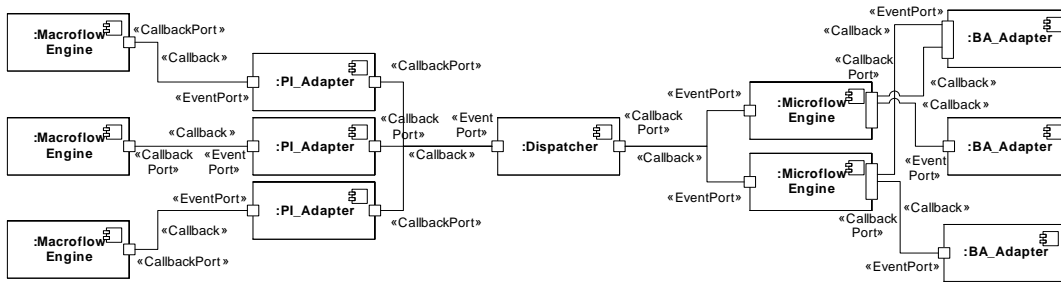 :Macroflow
Engine
«CallbackPort»
«Callback»
«EventPort»
:PI_Adapter
«CallbackPort»
:Macroflow
Engine
«Callback»
«Callback
Port»
«Event
Port»
:PI_Adapter
«Callback
Port»
«Event
Port»
«Callback»
:Dispatcher
«Callback
Port»
«Callback»
:Macroflow
Engine
«EventPort»
«Callback»
«CallbackPort»
:PI_Adapter
«CallbackPort»
«EventPort»
:Microflow
Engine
«Callback
Port»
«EventPort»
:Microflow
Engine
«Callback
Port»
«EventPort»
«Callback»
:BA_Adapter
«Callback»
«Callback»
«Event
Port»
:BA_Adapter
«Callback»
«EventPort»
:BA_Adapter